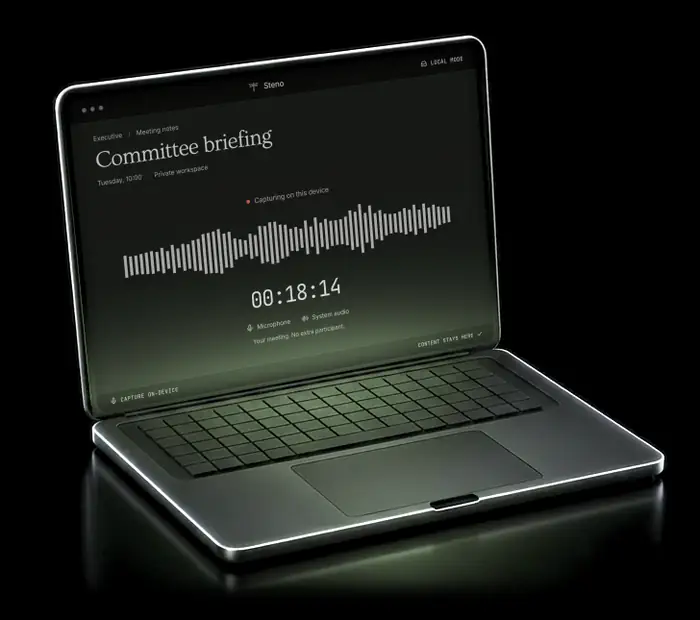 Steno
LOCAL MODE
Executive | Meeting notes
Committee briefing
Tuesday, 10:00 Private workspace
Capturing on this device
00:18:14
Microphone System audio
Your meeting. No extra participant.
CAPTURE ON-DEVICE
CONTENT STAYS HERE